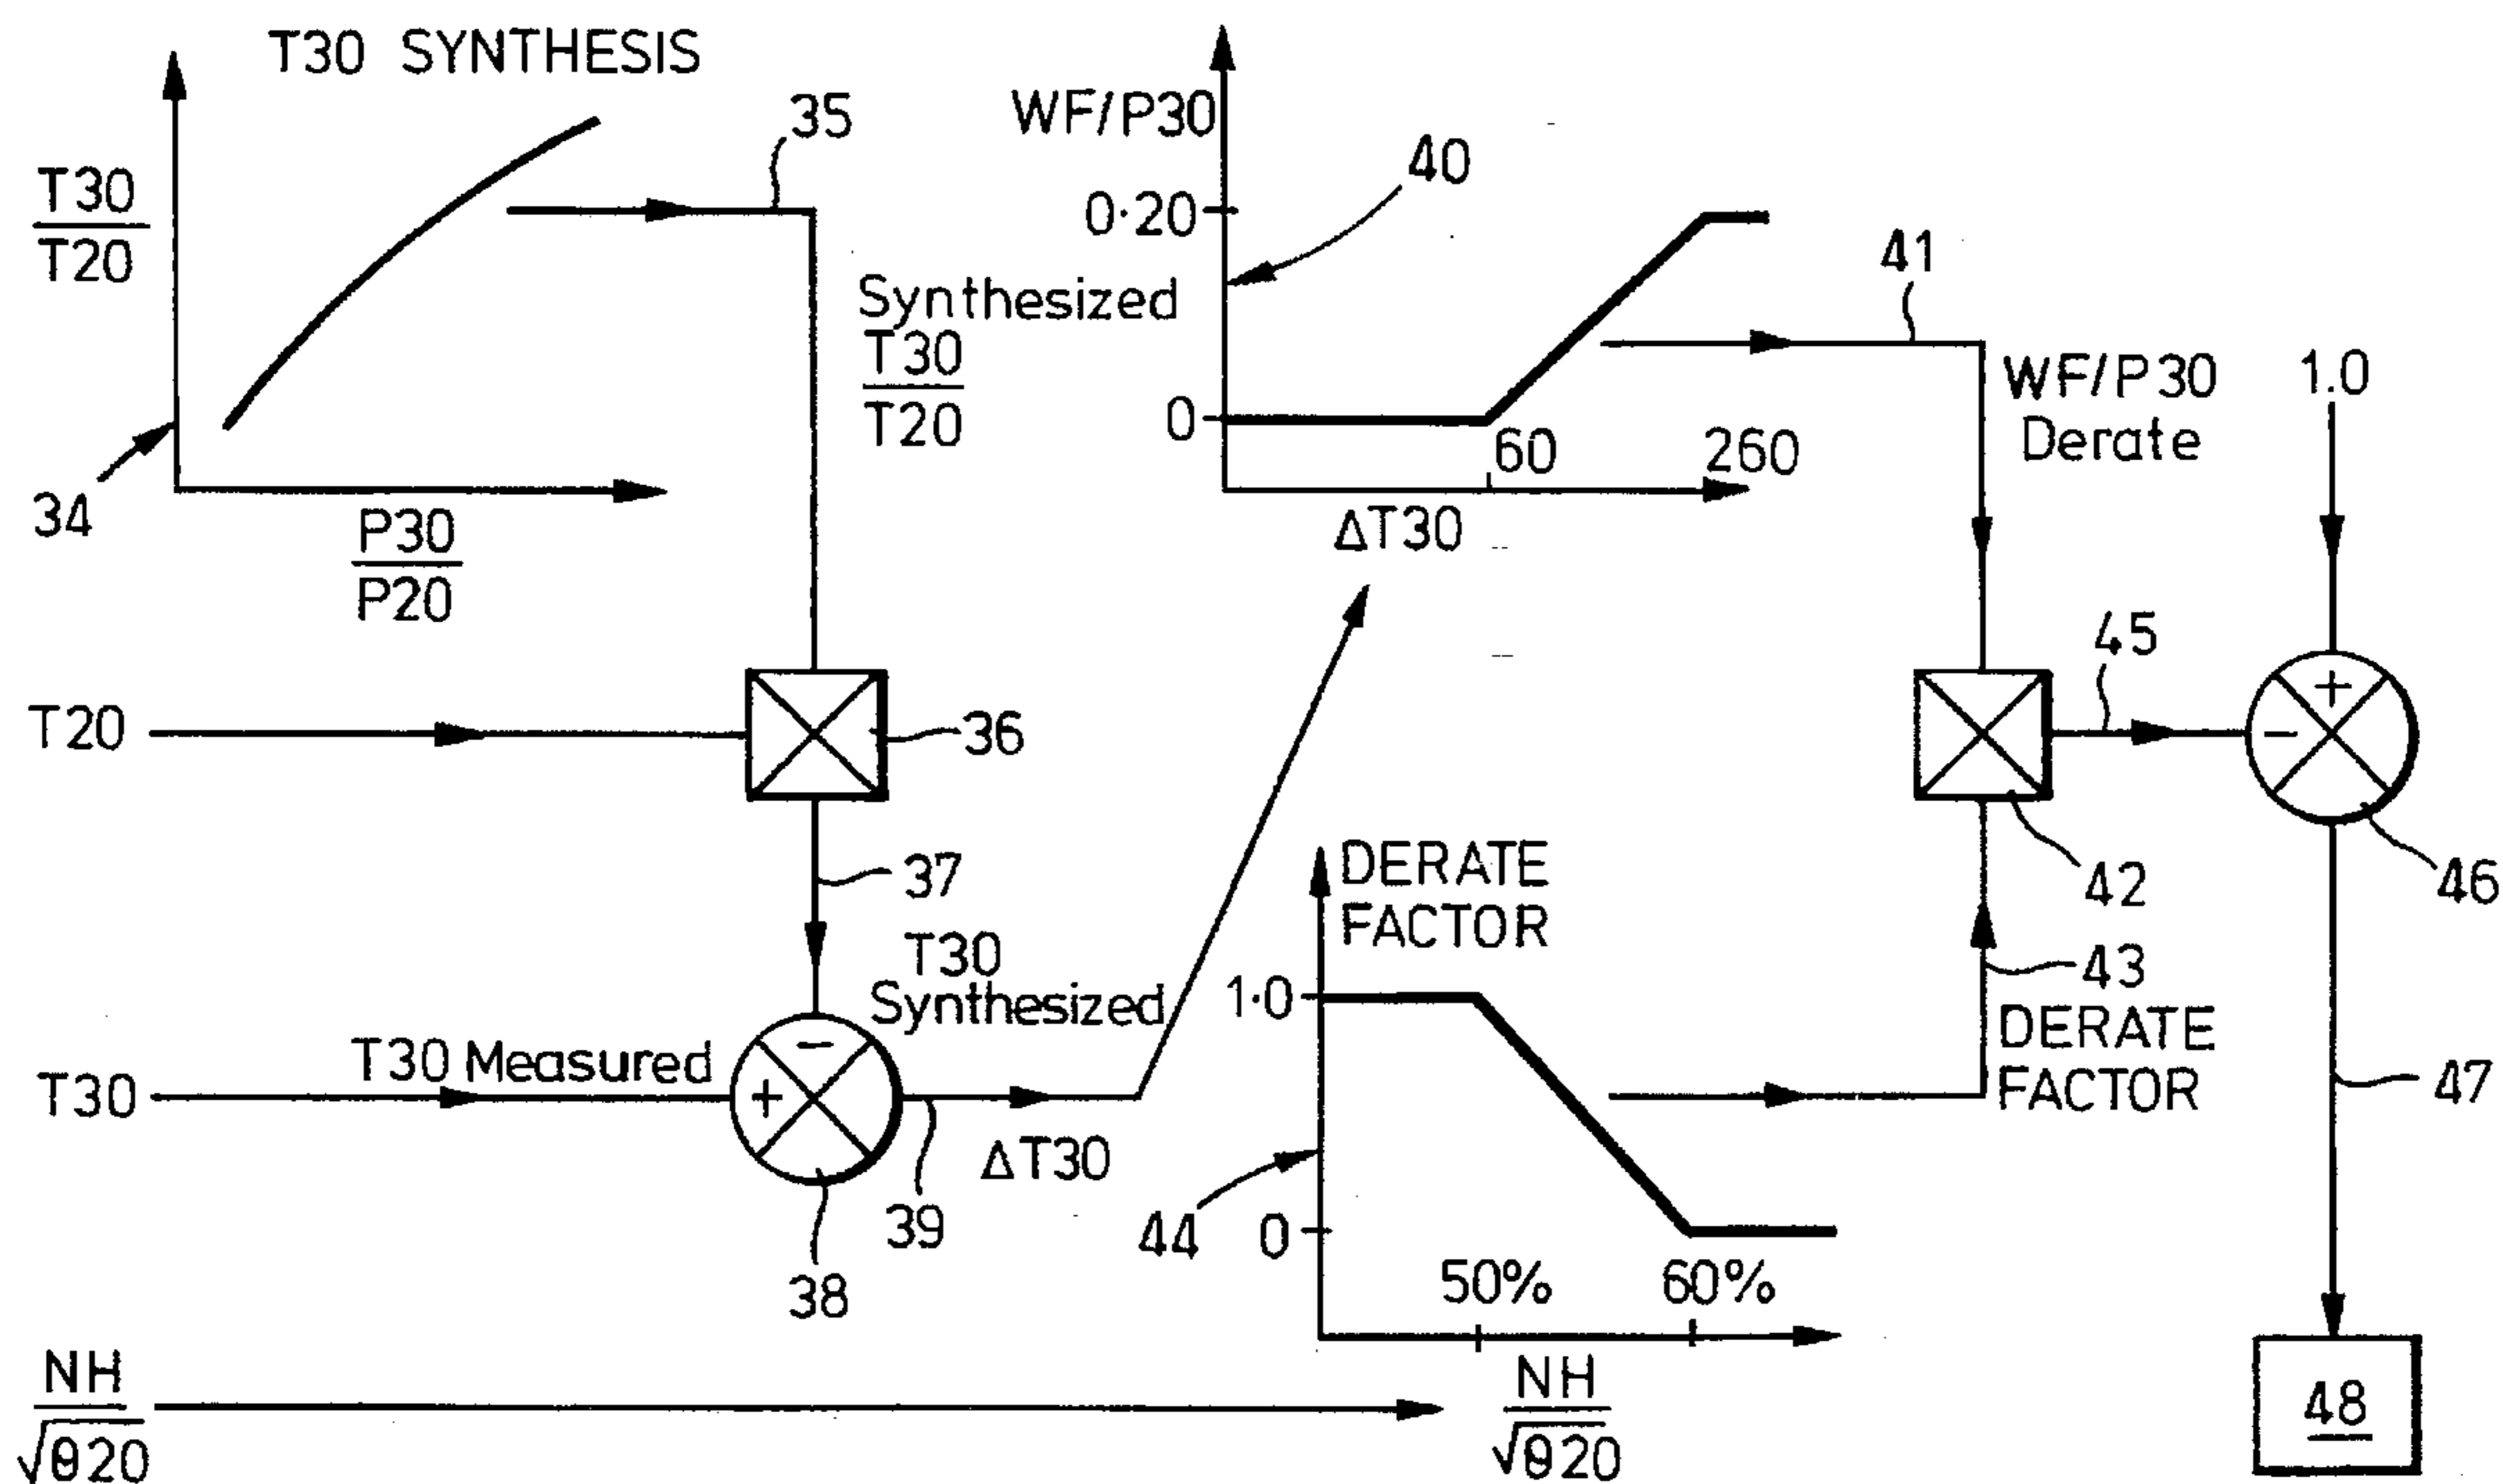 T30 SYNTHESIS
T30
T20
34
P30
P20
35
Synthesized
T30
T20
WF/P30
0·20
0
40
60
260
ΔT30
41
WF/P30
Derate
1.0
T20
36
37
T30
Synthesized
T30
T30 Measured
+
-
38
39
ΔT30
DERATE
FACTOR
1·0
0
44
50%
60%
NH
√θ20
NH
√θ20
42
43
DERATE
FACTOR
45
+
-
46
47
48